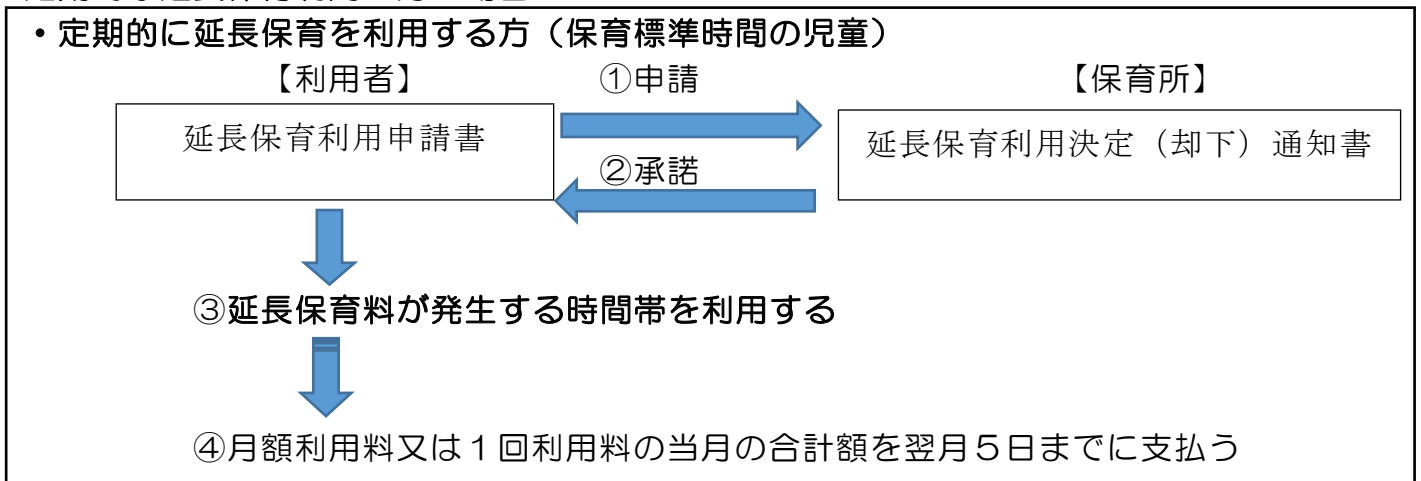 ・定期的に延長保育を利用する方（保育標準時間の児童）
【利用者】 ①申請 【保育所】
延長保育利用申請書
延長保育利用決定（却下）通知書
②承諾
③延長保育料が発生する時間帯を利用する
④月額利用料又は１回利用料の当月の合計額を翌月５日までに支払う